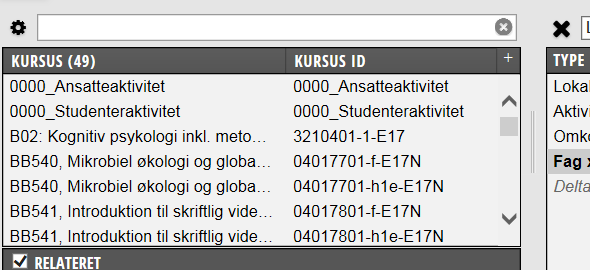 KURSUS (49) KURSUS ID +
0000_Ansatteaktivitet 0000_Ansatteaktivitet
0000_Studenteraktivitet 0000_Studenteraktivitet
B02: Kognitiv psykologi inkl. meto... 3210401-1-E17
BB540, Mikrobiel økologi og globa... 04017701-f-E17N
BB540, Mikrobiel økologi og globa... 04017701-h1e-E17N
BB541, Introduktion til skriftlig vide... 04017801-f-E17N
BB541, Introduktion til skriftlig vide... 04017801-h1e-E17N
RELATERET
TYPE
Lokal
Aktivi
Omko
Fag x
Delta